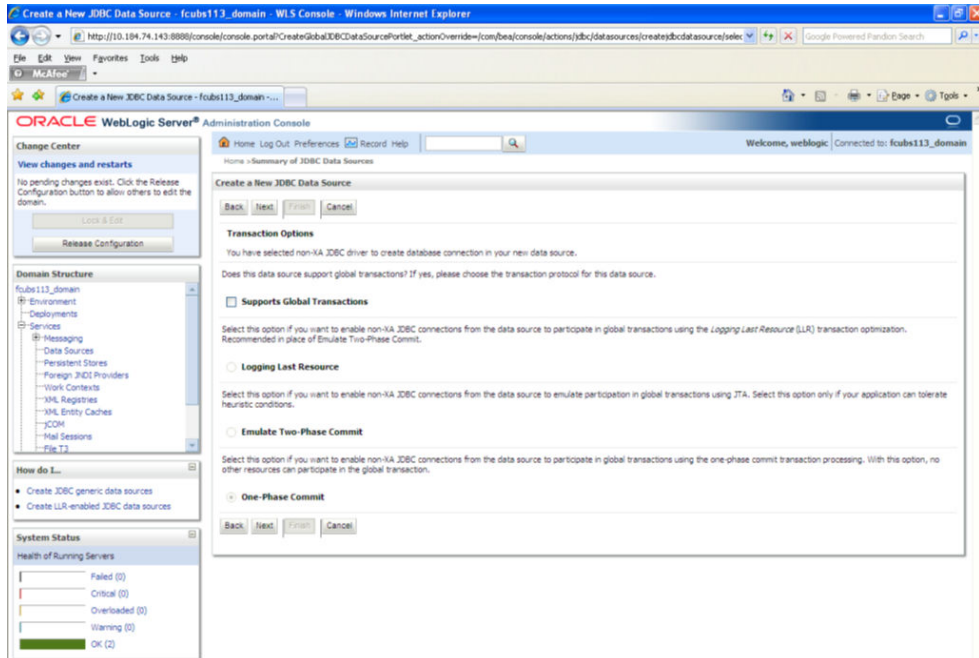 Create a New JDBC Data Source - fcubs113_domain - WLS Console - Windows Internet Explorer
http://10.184.74.143:8888/console/console.portal?CreateGlobalJDBCDataSourcePortlet_actionOverride=/com/bea/console/actions/jdbc/datasources/createjdbcdatasource/selec
Google Powered Pandion Search
File Edit View Favorites Tools Help
McAfee
Create a New JDBC Data Source - fcubs113_domain -...
Page Tools
ORACLE WebLogic Server® Administration Console
Change Center
View changes and restarts
No pending changes exist. Click the Release
Configuration button to allow others to edit the
domain.
Lock & Edit
Release Configuration
Domain Structure
fcubs113_domain
Environment
Deployments
Services
Messaging
Data Sources
Persistent Stores
Foreign JNDI Providers
Work Contexts
XML Registries
XML Entity Caches
jCOM
Mail Sessions
File T3
How do I...
Create JDBC generic data sources
Create LLR-enabled JDBC data sources
System Status
Health of Running Servers
Failed (0)
Critical (0)
Overloaded (0)
Warning (0)
OK (2)
Home Log Out Preferences Record Help
Welcome, weblogic Connected to: fcubs113_domain
Home >Summary of JDBC Data Sources
Create a New JDBC Data Source
Back Next Finish Cancel
Transaction Options
You have selected non-XA JDBC driver to create database connection in your new data source.
Does this data source support global transactions? If yes, please choose the transaction protocol for this data source.
Supports Global Transactions
Select this option if you want to enable non-XA JDBC connections from the data source to participate in global transactions using the Logging Last Resource (LLR) transaction optimization.
Recommended in place of Emulate Two-Phase Commit.
Logging Last Resource
Select this option if you want to enable non-XA JDBC connections from the data source to emulate participation in global transactions using JTA. Select this option only if your application can tolerate
heuristic conditions.
Emulate Two-Phase Commit
Select this option if you want to enable non-XA JDBC connections from the data source to participate in global transactions using the one-phase commit transaction processing. With this option, no
other resources can participate in the global transaction.
One-Phase Commit
Back Next Finish Cancel